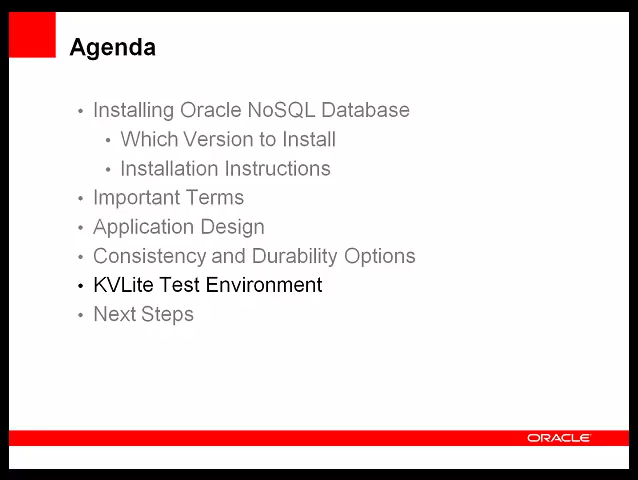 Agenda
• Installing Oracle NoSQL Database
• Which Version to Install
• Installation Instructions
• Important Terms
• Application Design
• Consistency and Durability Options
• KVLite Test Environment
• Next Steps
ORACLE